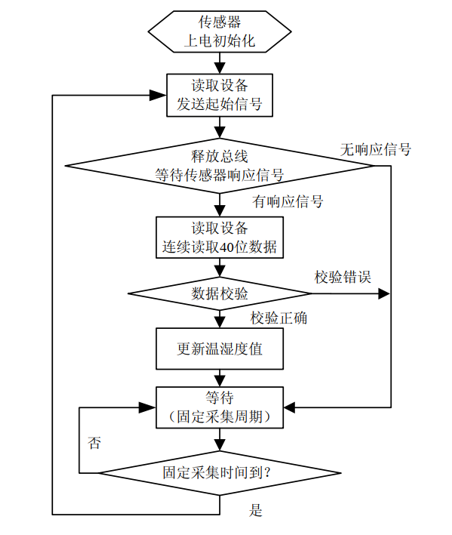 传感器
上电初始化
读取设备
发送起始信号
释放总线
等待传感器响应信号
无响应信号
有响应信号
读取设备
连续读取40位数据
数据校验
校验错误
校验正确
更新温湿度值
等待
（固定采集周期）
否
固定采集时间到？
是